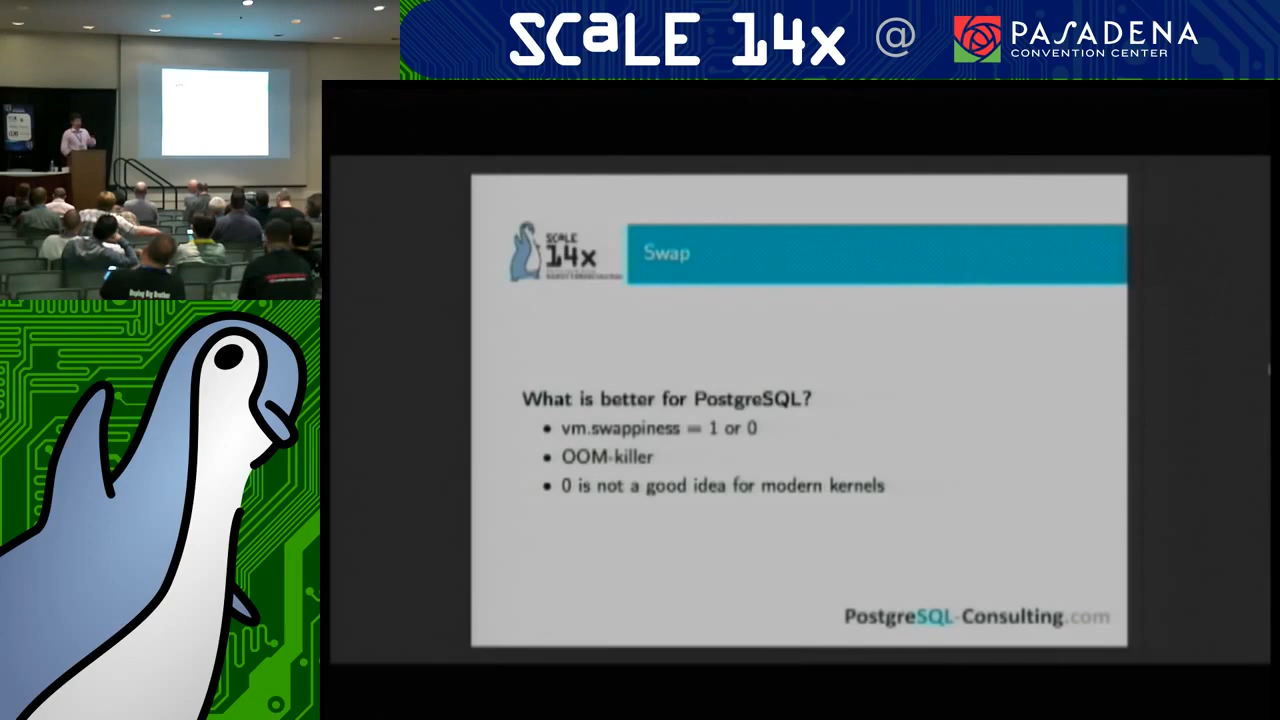 SCaLE 14x @ PASADENA
CONVENTION CENTER
SCALE
14x
Swap
What is better for PostgreSQL?
• vm.swappiness = 1 or 0
• OOM-killer
• 0 is not a good idea for modern kernels
PostgreSQL-Consulting.com